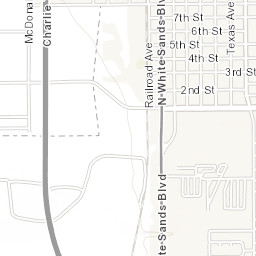 McDona
Charlie
7th St
6th St
5th St
4th St
3rd St
2nd St
Texas Ave
Railroad Ave
N White Sands Blv
te Sands Blvd